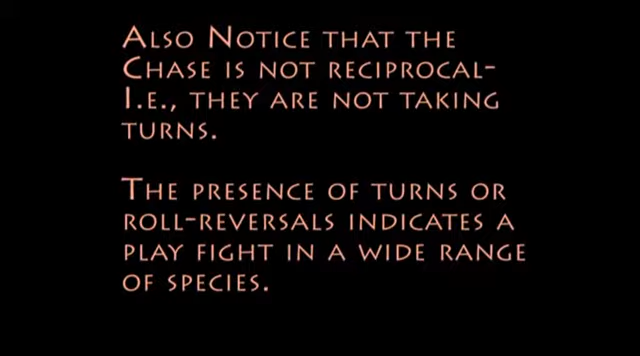 Also Notice that the
Chase is not reciprocal-
I.e., they are not taking
turns.
The presence of turns or
roll-reversals indicates a
play fight in a wide range
of species.